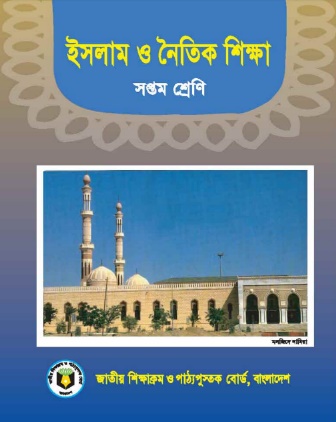 ইসলাম ও নৈতিক শিক্ষা
সপ্তম শ্রেণি
জাতীয় শিক্ষাক্রম ও পাঠ্যপুস্তক বোর্ড, বাংলাদেশ